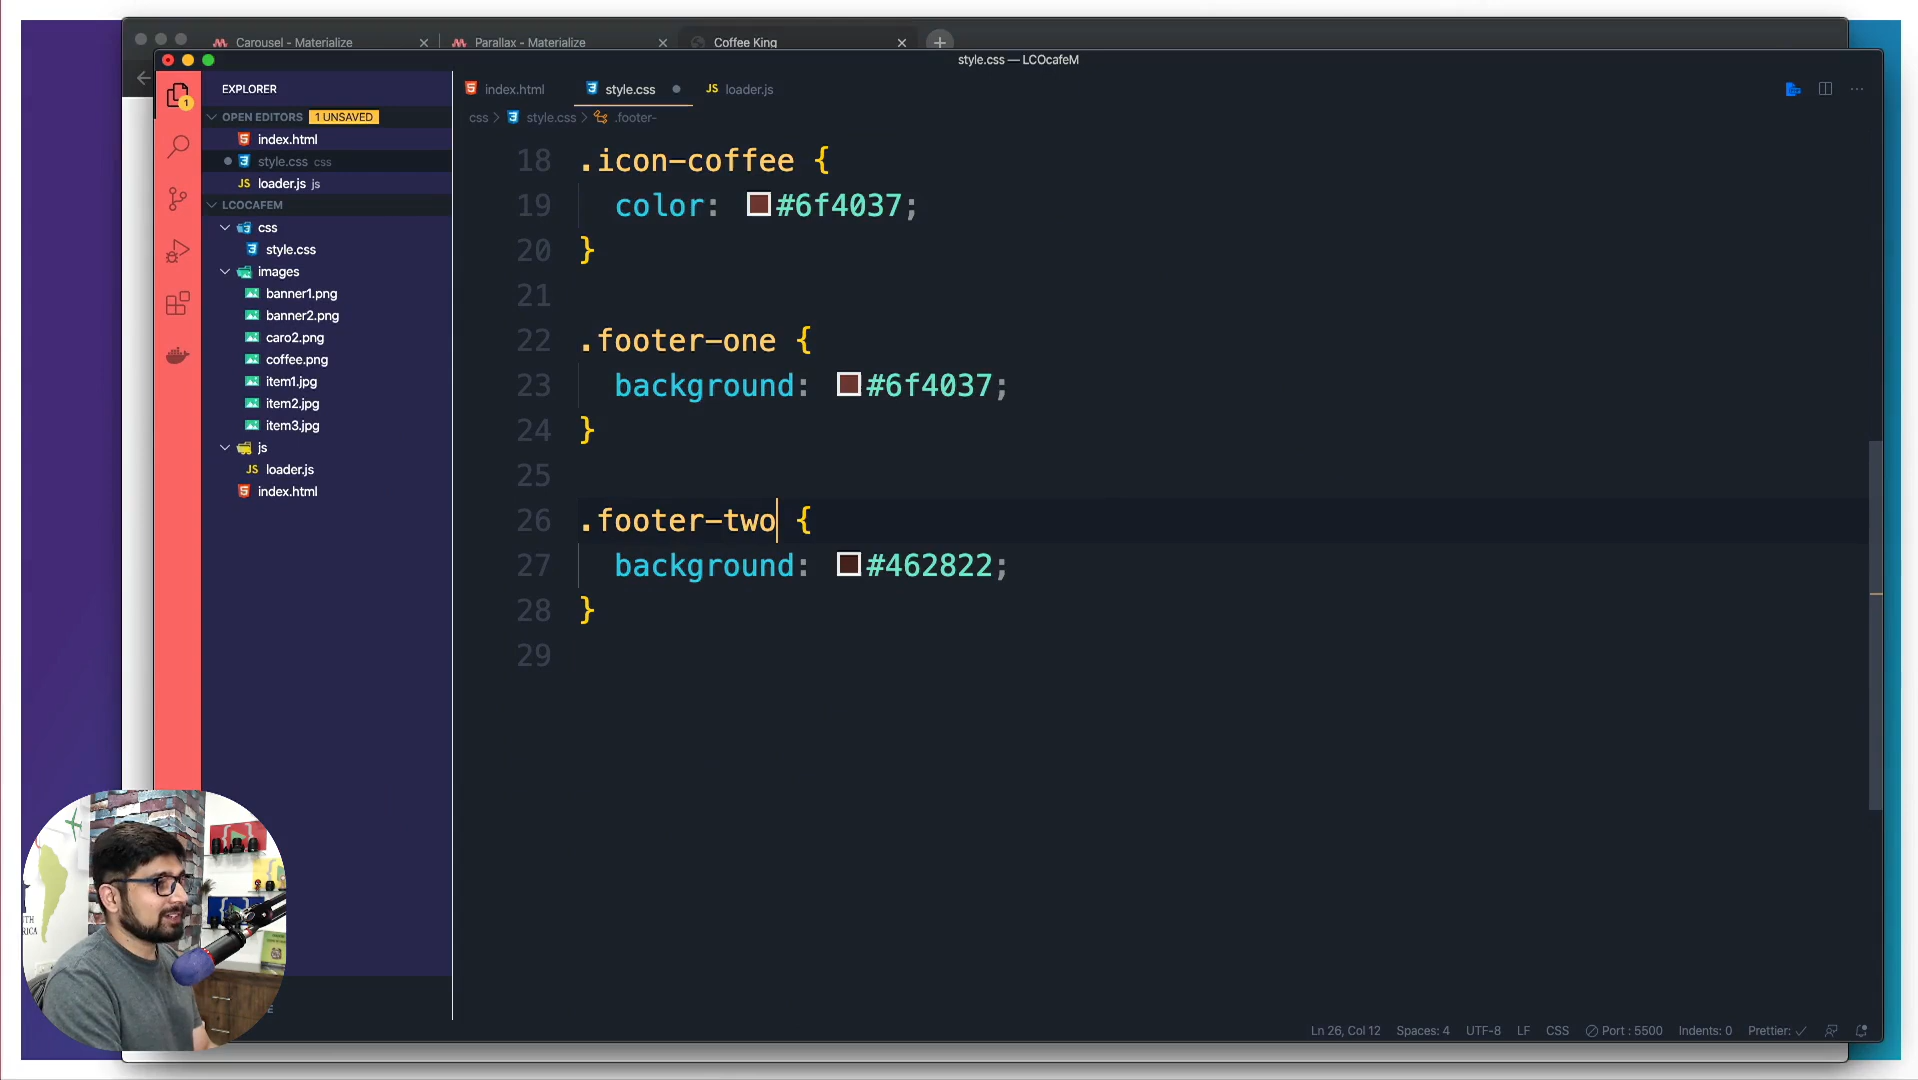 Carousel - Materialize
Parallax - Materialize
Coffee King
style.css — LCOcafeM
EXPLORER
OPEN EDITORS
1 UNSAVED
index.html
style.css css
loader.js js
LCOCAFEM
css
style.css
images
banner1.png
banner2.png
caro2.png
coffee.png
item1.jpg
item2.jpg
item3.jpg
js
loader.js
index.html
index.html
style.css
loader.js
css > style.css > .footer-
18 .icon-coffee {
19 color: #6f4037;
20 }
21
22 .footer-one {
23 background: #6f4037;
24 }
25
26 .footer-two {
27 background: #462822;
28 }
29
Ln 26, Col 12
Spaces: 4
UTF-8
LF
CSS
Port : 5500
Indents: 0
Prettier: ✓